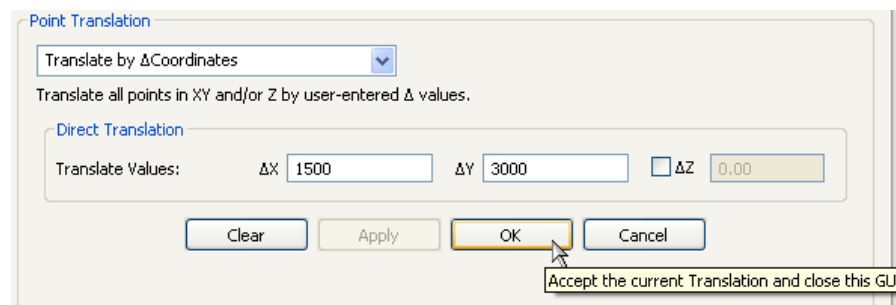 Point Translation
Translate by ΔCoordinates
Translate all points in XY and/or Z by user-entered Δ values.
Direct Translation
Translate Values: ΔX 1500 ΔY 3000 ΔZ 0.00
Clear Apply OK Cancel
Accept the current Translation and close this GU